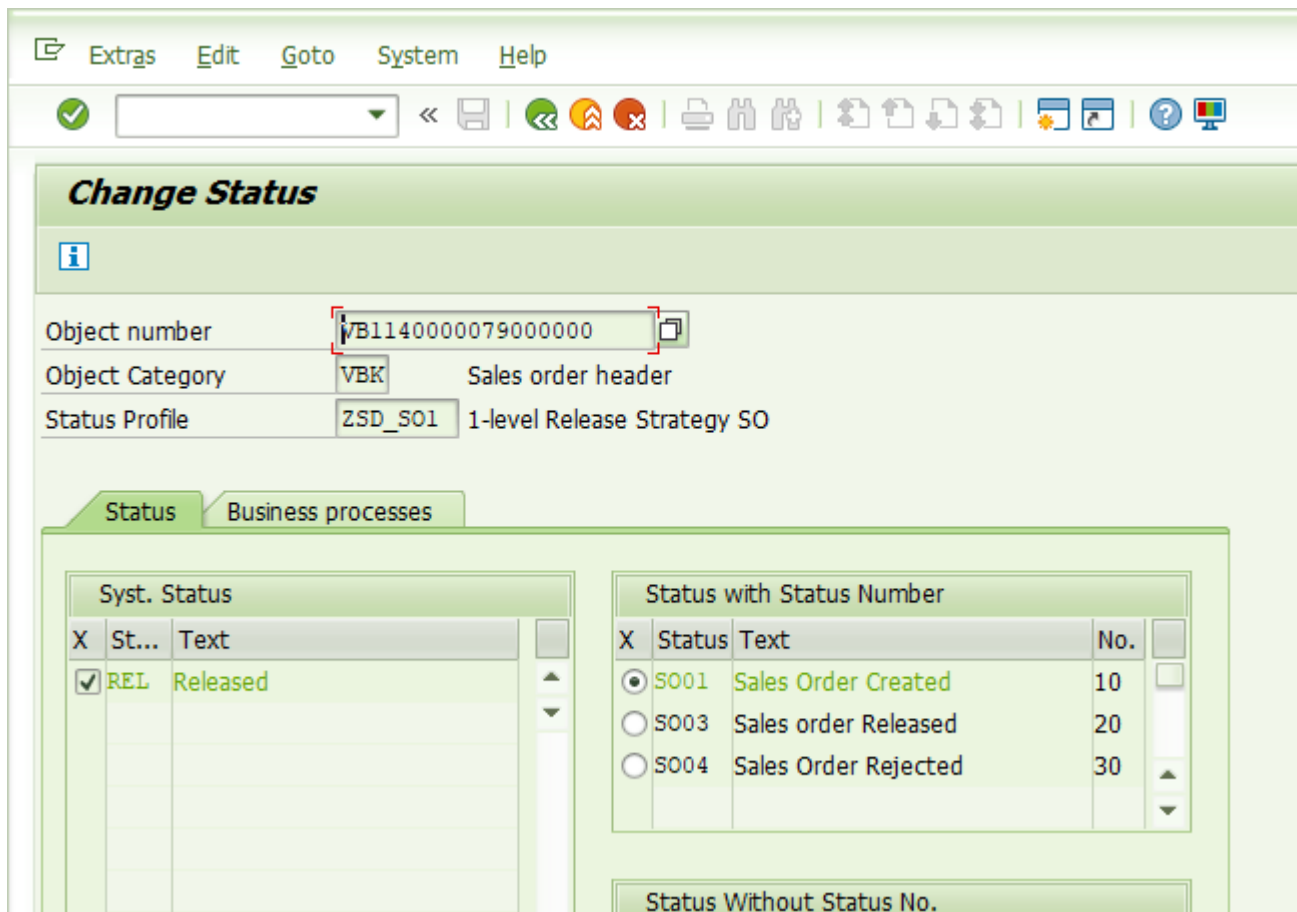 Extras Edit Goto System Help
Change Status
Object number VB1140000079000000
Object Category VBK Sales order header
Status Profile ZSD_SO1 1-level Release Strategy SO
Status Business processes
Syst. Status Status with Status Number
X St... Text X Status Text No.
REL Released SO01 Sales Order Created 10
SO03 Sales order Released 20
SO04 Sales Order Rejected 30
Status Without Status No.